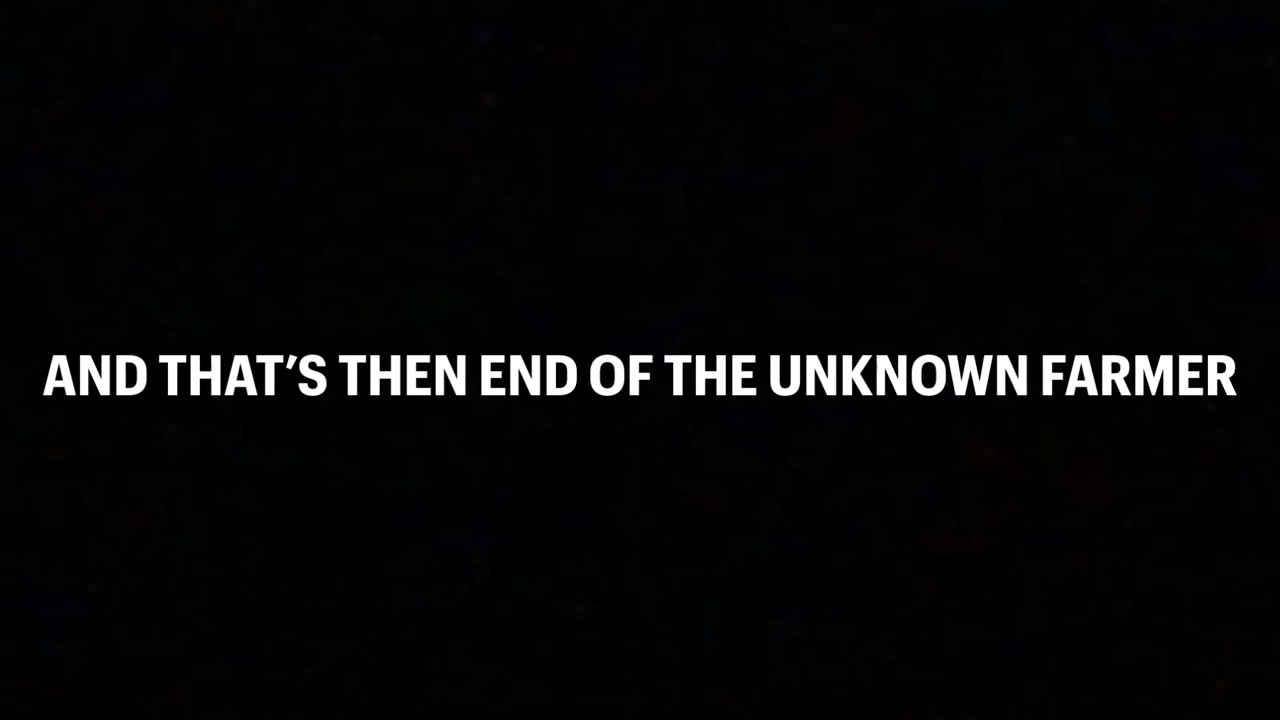 AND THAT'S THEN END OF THE UNKNOWN FARMER